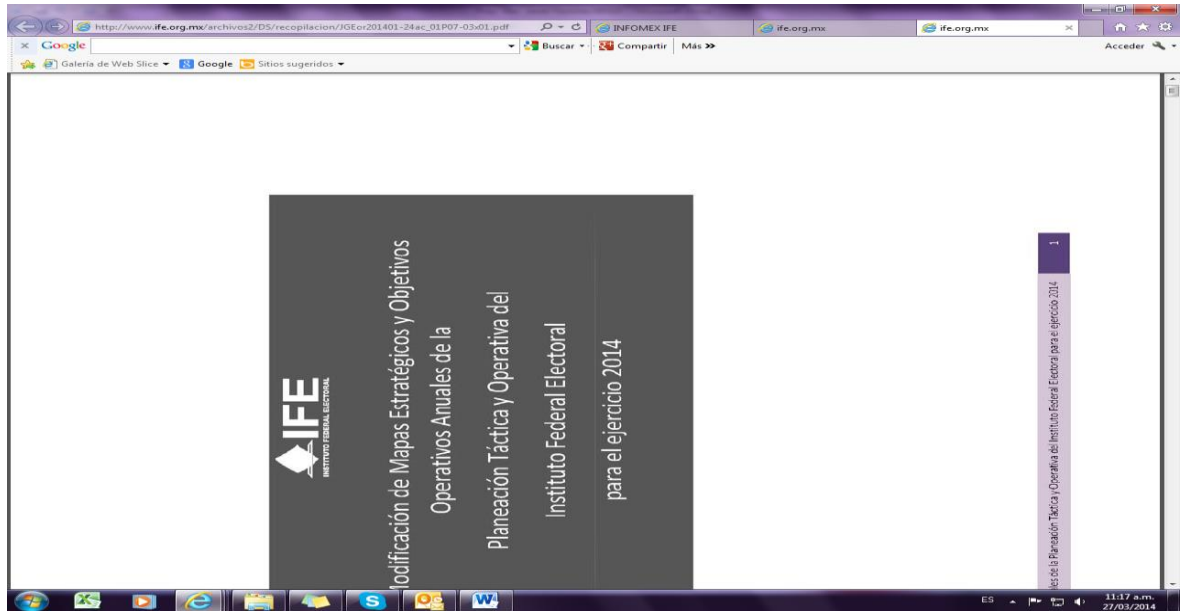 http://www.ife.org.mx/archivos2/DS/recopilacion/JGEor201401-24ac_01P07-03x01.pdf
INFOMEX IFE
ife.org.mx
ife.org.mx
Google
Buscar
Compartir
Más »
Acceder
Galería de Web Slice
Google
Sitios sugeridos
IFE
INSTITUTO FEDERAL ELECTORAL
odificación de Mapas Estratégicos y Objetivos
Operativos Anuales de la
Planeación Táctica y Operativa del
Instituto Federal Electoral
para el ejercicio 2014
les de la Planeación Táctica y Operativa del Instituto Federal Electoral para el ejercicio 2014
1
ES
11:17 a.m.
27/03/2014